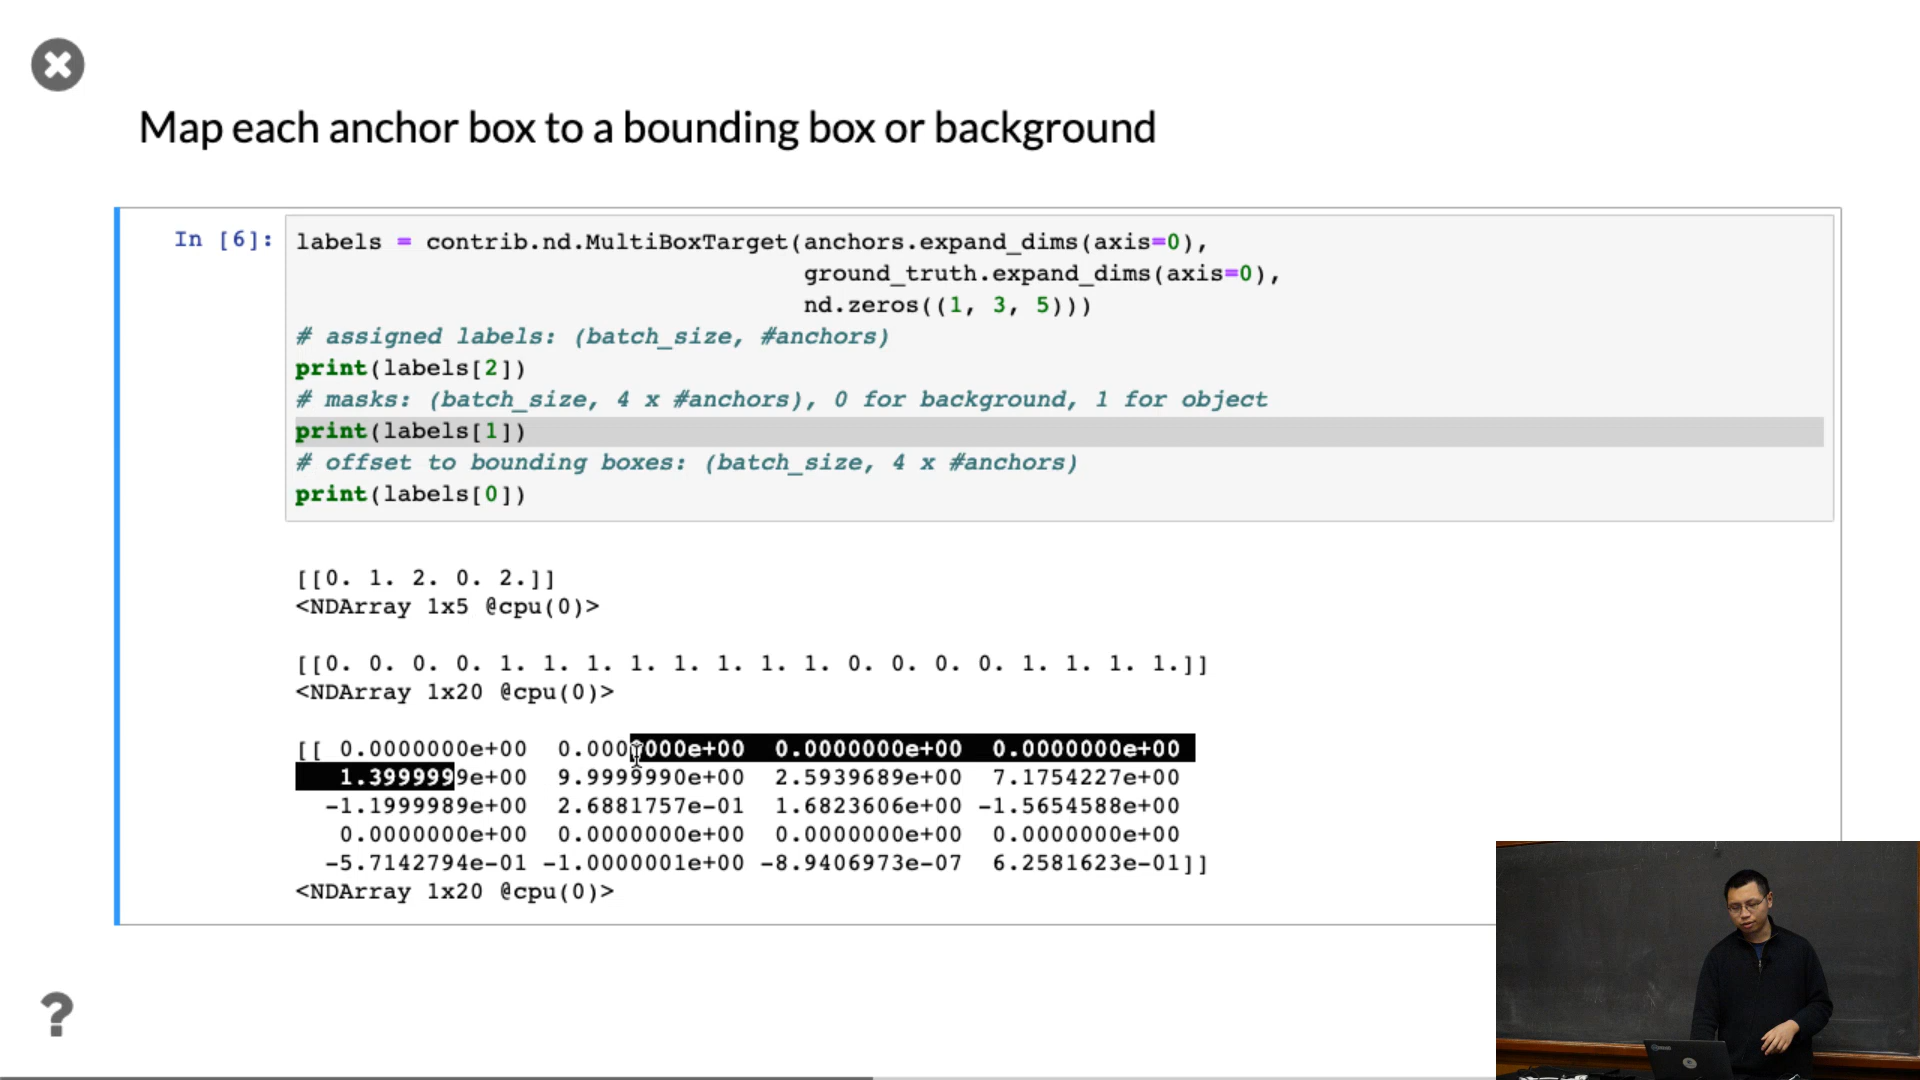 Map each anchor box to a bounding box or background
In [6]: labels = contrib.nd.MultiBoxTarget(anchors.expand_dims(axis=0),
ground_truth.expand_dims(axis=0),
nd.zeros((1, 3, 5)))
# assigned labels: (batch_size, #anchors)
print(labels[2])
# masks: (batch_size, 4 x #anchors), 0 for background, 1 for object
print(labels[1])
# offset to bounding boxes: (batch_size, 4 x #anchors)
print(labels[0])
[[0. 1. 2. 0. 2.]]
<NDArray 1x5 @cpu(0)>
[[0. 0. 0. 0. 1. 1. 1. 1. 1. 1. 1. 1. 0. 0. 0. 0. 1. 1. 1. 1.]]
<NDArray 1x20 @cpu(0)>
[[ 0.0000000e+00 0.0000000e+00 0.0000000e+00 0.0000000e+00
1.3999999e+00 9.9999990e+00 2.5939689e+00 7.1754227e+00
-1.1999989e+00 2.6881757e-01 1.6823606e+00 -1.5654588e+00
0.0000000e+00 0.0000000e+00 0.0000000e+00 0.0000000e+00
-5.7142794e-01 -1.0000001e+00 -8.9406973e-07 6.2581623e-01]]
<NDArray 1x20 @cpu(0)>
?